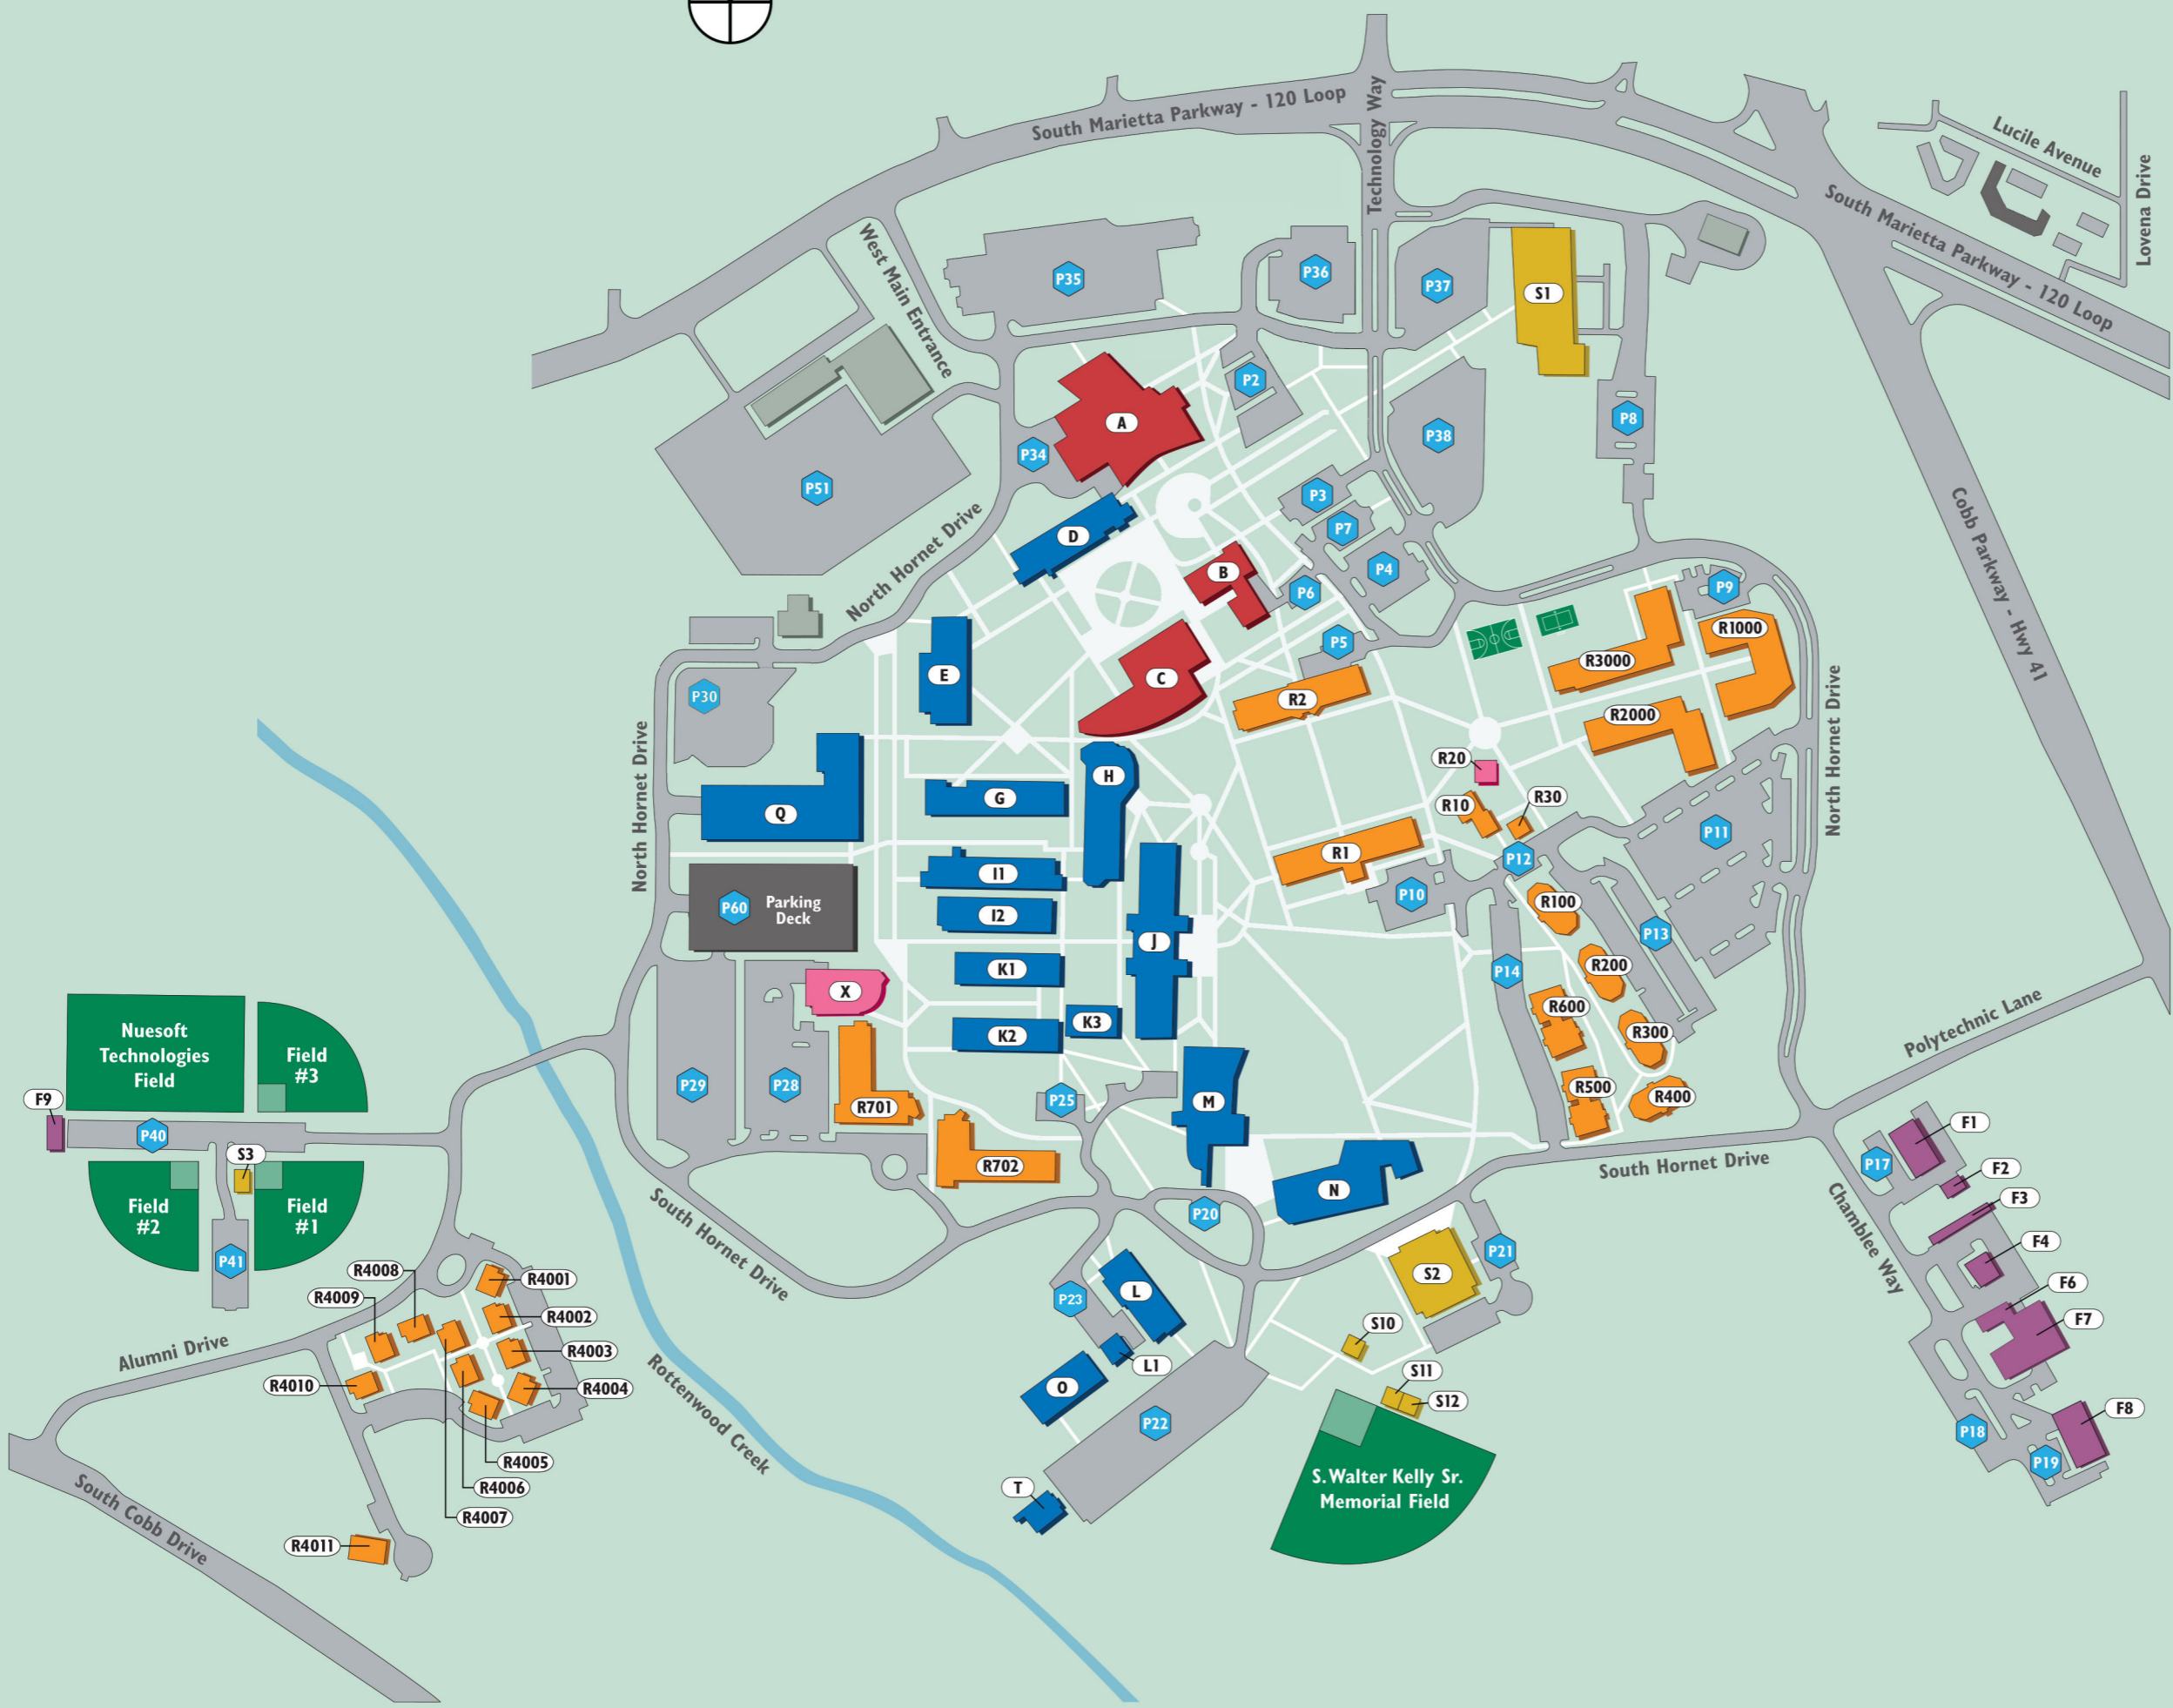 South Marietta Parkway - 120 Loop
Technology Way
Lucile Avenue
Lovena Drive
South Marietta Parkway - 120 Loop
West Main Entrance
P35
P36
P37
S1
P2
A
P8
P38
P34
P51
P3
P7
D
North Hornet Drive
Cobb Parkway - Hwy 41
B
P4
P6
P9
R1000
P5
R3000
E
C
P30
R2
R2000
North Hornet Drive
North Hornet Drive
R20
H
G
R10
R30
Q
P11
R1
P12
I1
P10
P60
Parking
Deck
R100
I2
P13
J
R200
K1
P14
X
R600
Nuesoft
Technologies
Field
K3
K2
R300
Polytechnic Lane
Field
#3
P29
P28
R500
R400
F9
P25
M
R701
F1
P40
S3
R702
South Hornet Drive
P17
F2
N
F3
Field
#2
Field
#1
South Hornet Drive
P20
Chamblee Way
F4
P41
P21
S2
R4008
R4001
L
F6
R4009
P23
R4002
F7
S10
Alumni Drive
R4003
L1
S11
R4010
R4004
O
S12
Rottenwood Creek
P22
F8
P18
R4005
P19
S. Walter Kelly Sr.
Memorial Field
R4006
T
R4007
South Cobb Drive
R4011